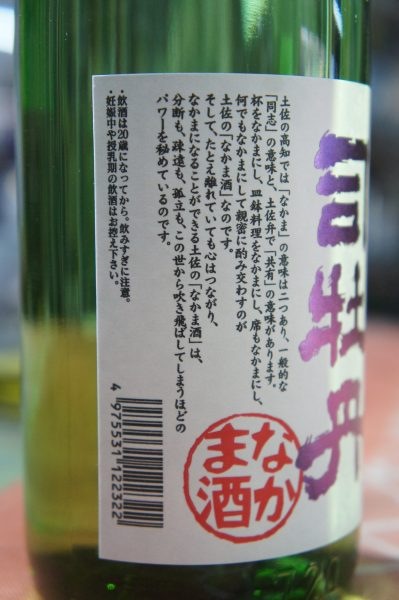 司牡丹
土佐の高知では「なかま」の意味は二つあり、一般的な
「同志」の意味と、土佐弁で“共有”の意味があります。
杯をなかまにし、皿鉢料理をなかまにし、席もなかまにし、
何でもなかまにして親密に酌み交わすのが
土佐の「なかま酒」なのです。
そして、たとえ離れていても心はつながり、
なかまになることができる土佐の「なかま酒」は、
分断も、疎遠も、孤立も、この世から吹き飛ばしてしまうほどの
パワーを秘めているのです。
・飲酒は20歳になってから。飲みすぎに注意。
・妊娠中や授乳期の飲酒はお控え下さい。
なか
ま酒
4 975531 122322